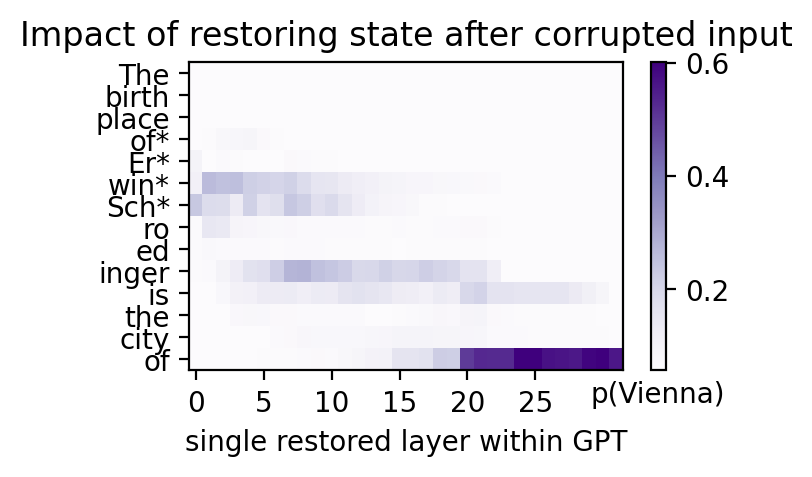 Impact of restoring state after corrupted input
The
birth
place
of*
Er*
win*
Sch*
ro
ed
inger
is
the
city
of
0 5 10 15 20 25
single restored layer within GPT
0.6
0.4
0.2
p(Vienna)